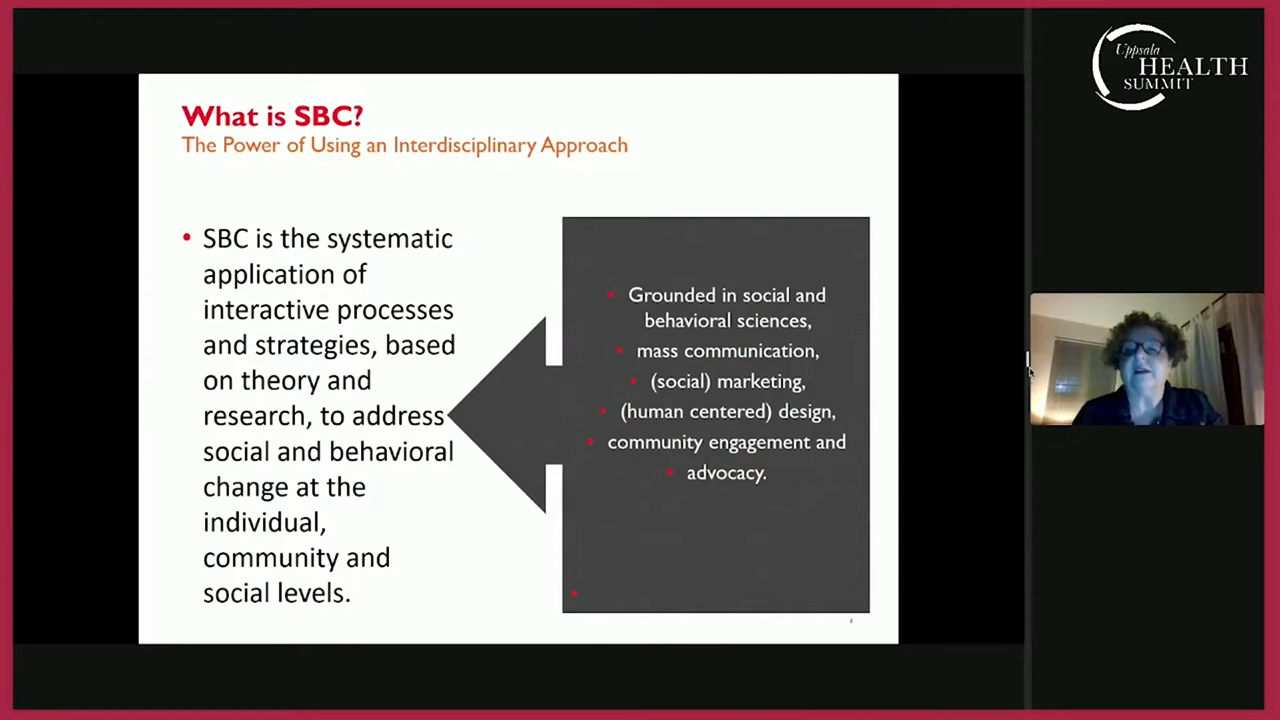 What is SBC?
The Power of Using an Interdisciplinary Approach
• SBC is the systematic
application of
interactive processes
and strategies, based
on theory and
research, to address
social and behavioral
change at the
individual,
community and
social levels.
• Grounded in social and
behavioral sciences,
• mass communication,
• (social) marketing,
• (human centered) design,
• community engagement and
• advocacy.
•
4
Uppsala
HEALTH
SUMMIT